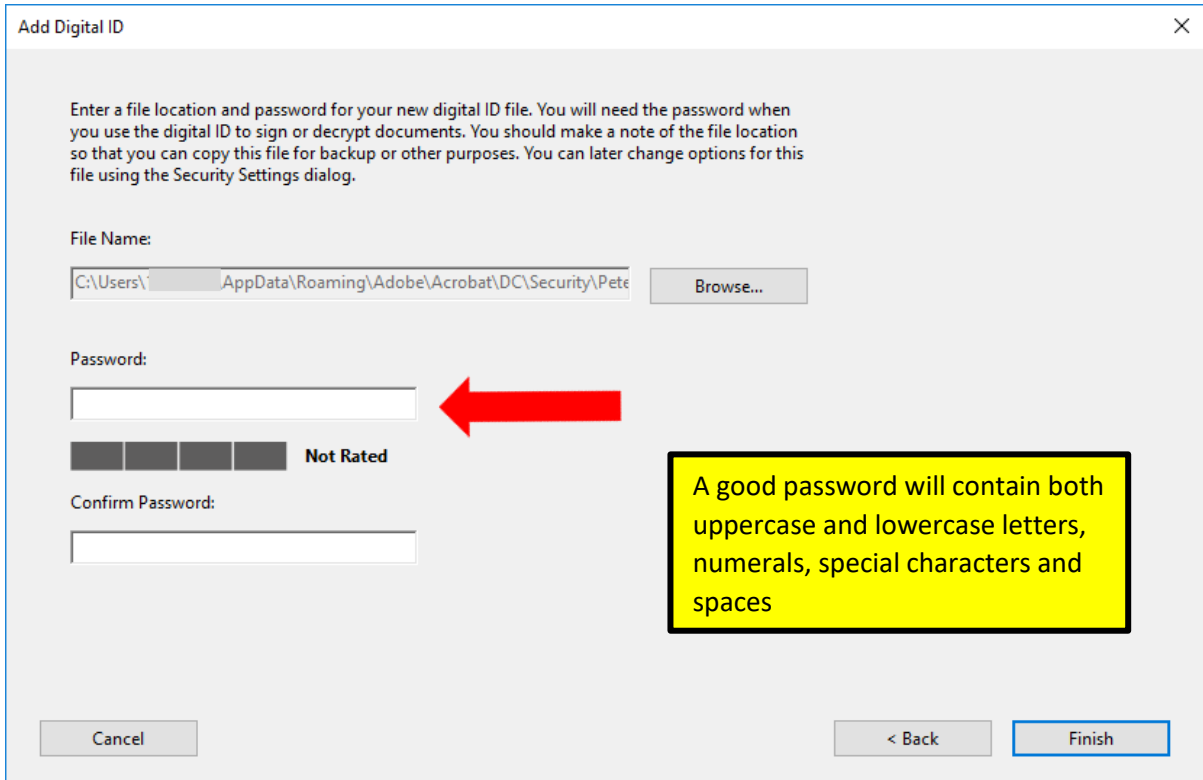 Add Digital ID
Enter a file location and password for your new digital ID file. You will need the password when
you use the digital ID to sign or decrypt documents. You should make a note of the file location
so that you can copy this file for backup or other purposes. You can later change options for this
file using the Security Settings dialog.
File Name:
C:\Users\ AppData\Roaming\Adobe\Acrobat\DC\Security\Pete
Browse...
Password:
Not Rated
Confirm Password:
A good password will contain both
uppercase and lowercase letters,
numerals, special characters and
spaces
Cancel
< Back
Finish